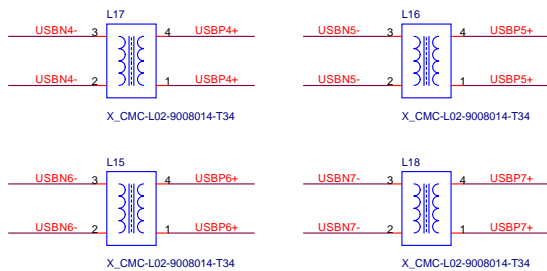 L17 L16
USBN4- 3 4 USBP4+ USBN5- 3 4 USBP5+
USBN4- 2 1 USBP4+ USBN5- 2 1 USBP5+
X_CMC-L02-9008014-T34 X_CMC-L02-9008014-T34
L15 L18
USBN6- 3 4 USBP6+ USBN7- 3 4 USBP7+
USBN6- 2 1 USBP6+ USBN7- 2 1 USBP7+
X_CMC-L02-9008014-T34 X_CMC-L02-9008014-T34